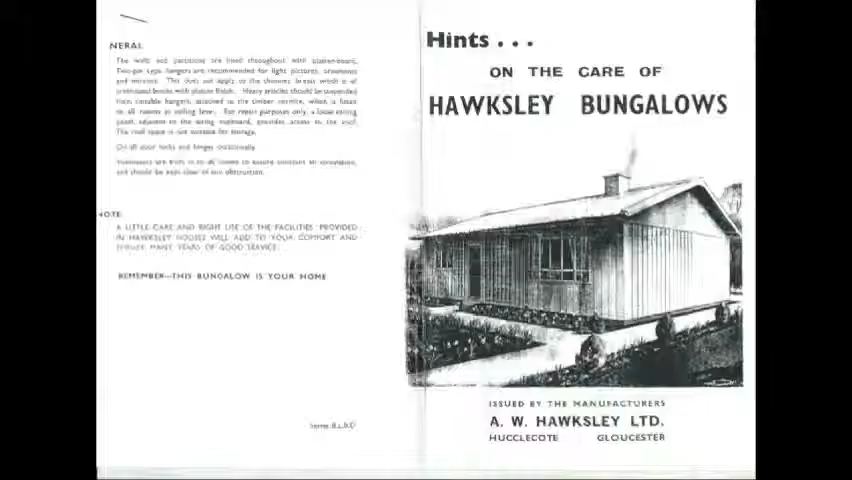 NERAL
The walls and partitions are lined throughout with plaster-board.
Two-pin type hangers are recommended for light pictures, ornaments
and mirrors. This does not apply to the chimney breast which is of
brick with plaster finish. Heavy articles should be suspended
from suitable hangers, attached to the timber cornice, which is fitted
to all rooms at ceiling level. For repair purposes only, a loose ceiling
panel, adjacent to the airing cupboard, provides access to the roof.
The roof space is not suitable for storage.
Oil all door locks and hinges occasionally.
Ventilators are built in to all rooms to assure constant air circulation,
and should be kept clear of any obstruction.
NOTE
A LITTLE CARE AND RIGHT USE OF THE FACILITIES PROVIDED
IN HAWKSLEY HOUSES WILL ADD TO YOUR COMFORT AND
ENSURE MANY YEARS OF GOOD SERVICE.
REMEMBER—THIS BUNGALOW IS YOUR HOME
Hints...
ON THE CARE OF
HAWKSLEY BUNGALOWS
ISSUED BY THE MANUFACTURERS
A. W. HAWKSLEY LTD.
HUCCLECOTE GLOUCESTER